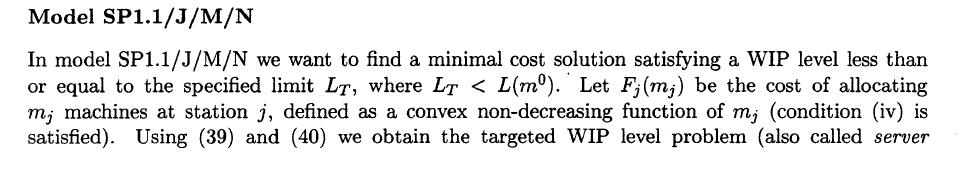 Model SP1.1/J/M/N
In model SP1.1/J/M/N we want to find a minimal cost solution satisfying a WIP level less than
or equal to the specified limit L_T, where L_T < L(m^0). Let F_j(m_j) be the cost of allocating
m_j machines at station j, defined as a convex non-decreasing function of m_j (condition (iv) is
satisfied). Using (39) and (40) we obtain the targeted WIP level problem (also called server